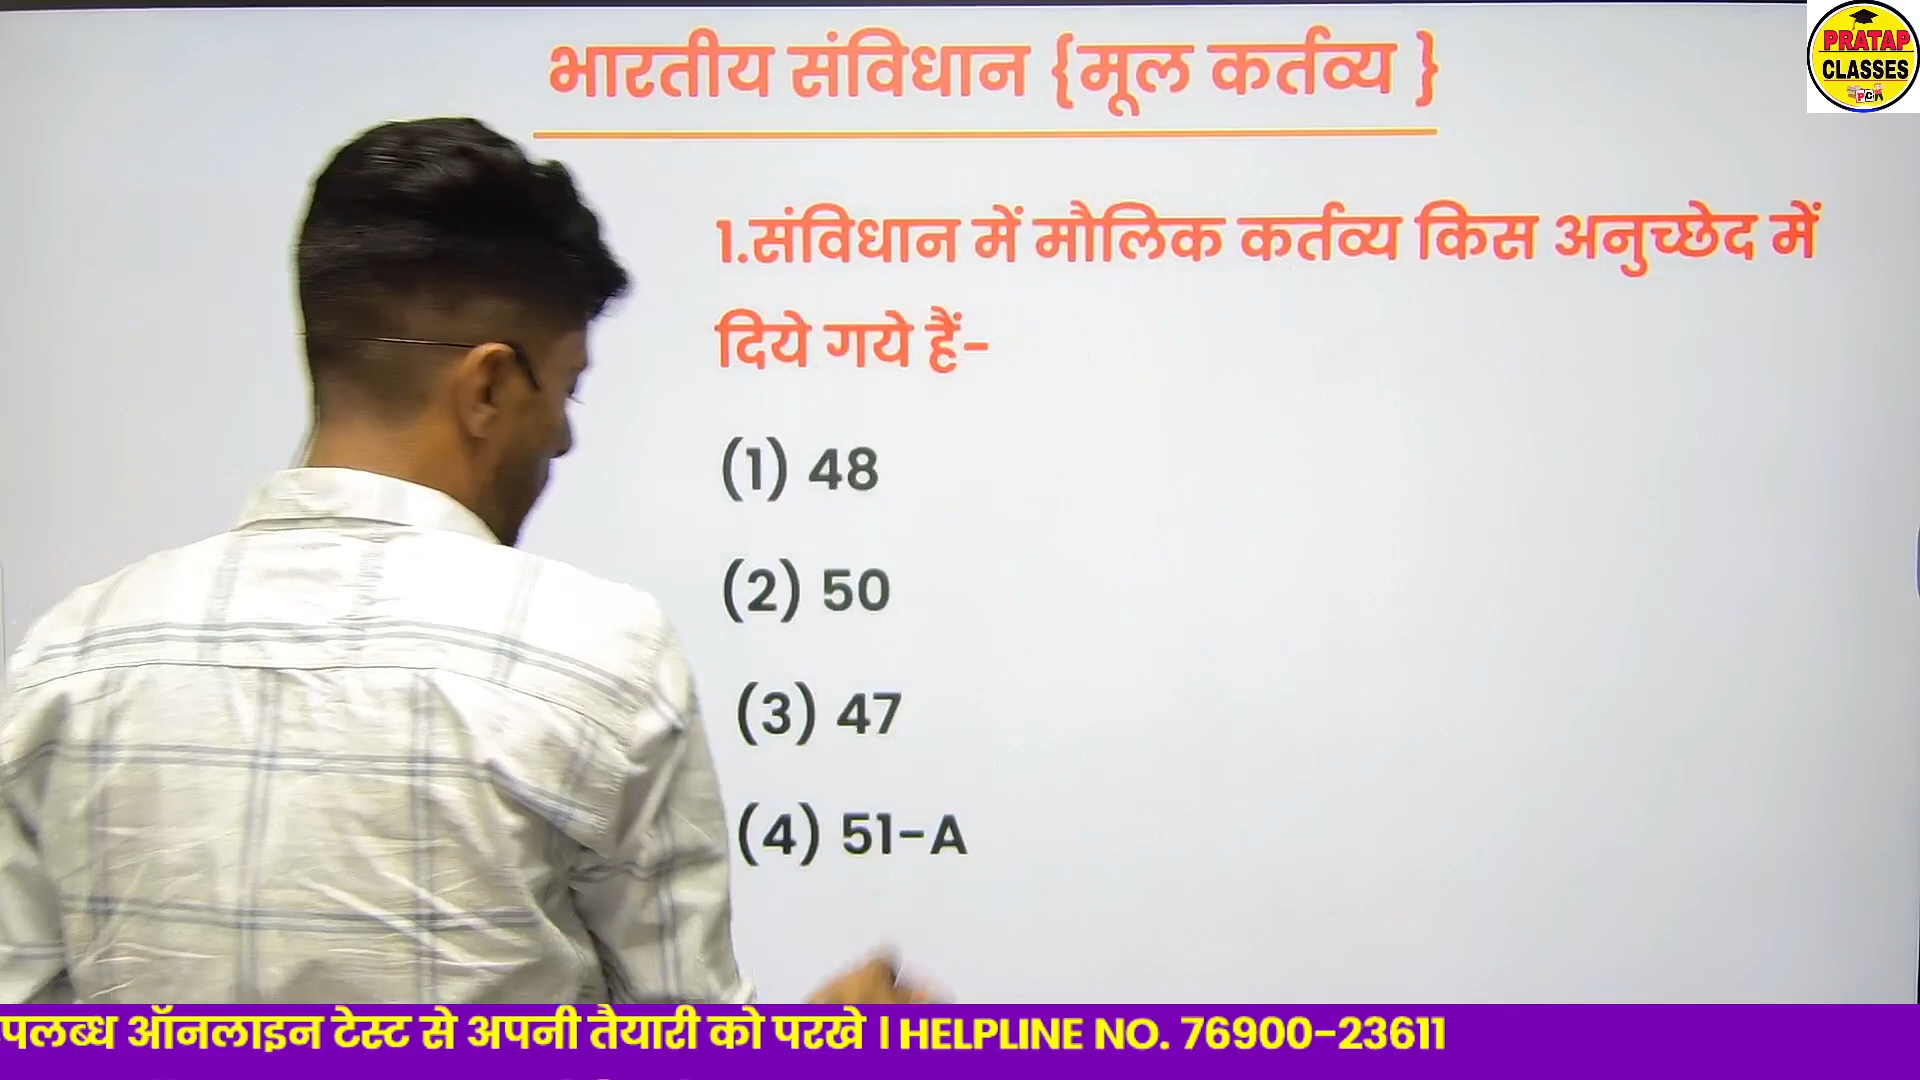 भारतीय संविधान {मूल कर्तव्य }
PRATAP
CLASSES
1.संविधान में मौलिक कर्तव्य किस अनुच्छेद में
दिये गये हैं-
(1) 48
(2) 50
(3) 47
(4) 51-A
पलब्ध ऑनलाइन टेस्ट से अपनी तैयारी को परखे । HELPLINE NO. 76900-23611